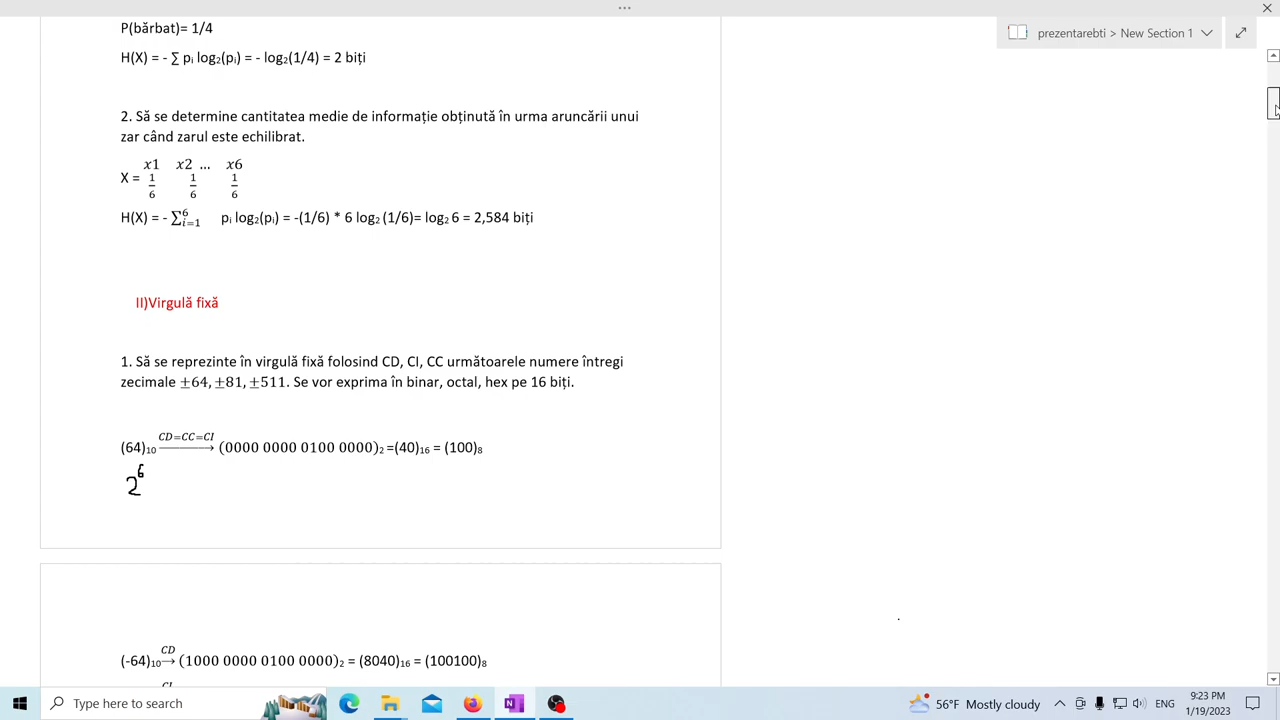 P(bărbat)= 1/4
prezentarebti > New Section 1
H(X) = - ∑ pᵢ log₂(pᵢ) = - log₂(1/4) = 2 biți
2. Să se determine cantitatea medie de informație obținută în urma aruncării unui
zar când zarul este echilibrat.
x1 x2 ... x6
X = 1/6 1/6 1/6
H(X) = - ∑⁶ᵢ₌₁ pᵢ log₂(pᵢ) = -(1/6) * 6 log₂ (1/6)= log₂ 6 = 2,584 biți
II)Virgulă fixă
1. Să se reprezinte în virgulă fixă folosind CD, CI, CC următoarele numere întregi
zecimale ±64, ±81, ±511. Se vor exprima în binar, octal, hex pe 16 biți.
CD=CC=CI
(64)₁₀ → (0000 0000 0100 0000)₂ =(40)₁₆ = (100)₈
2⁶
CD
(-64)₁₀→ (1000 0000 0100 0000)₂ = (8040)₁₆ = (100100)₈
CI
Type here to search
56°F Mostly cloudy
ENG
9:23 PM
1/19/2023